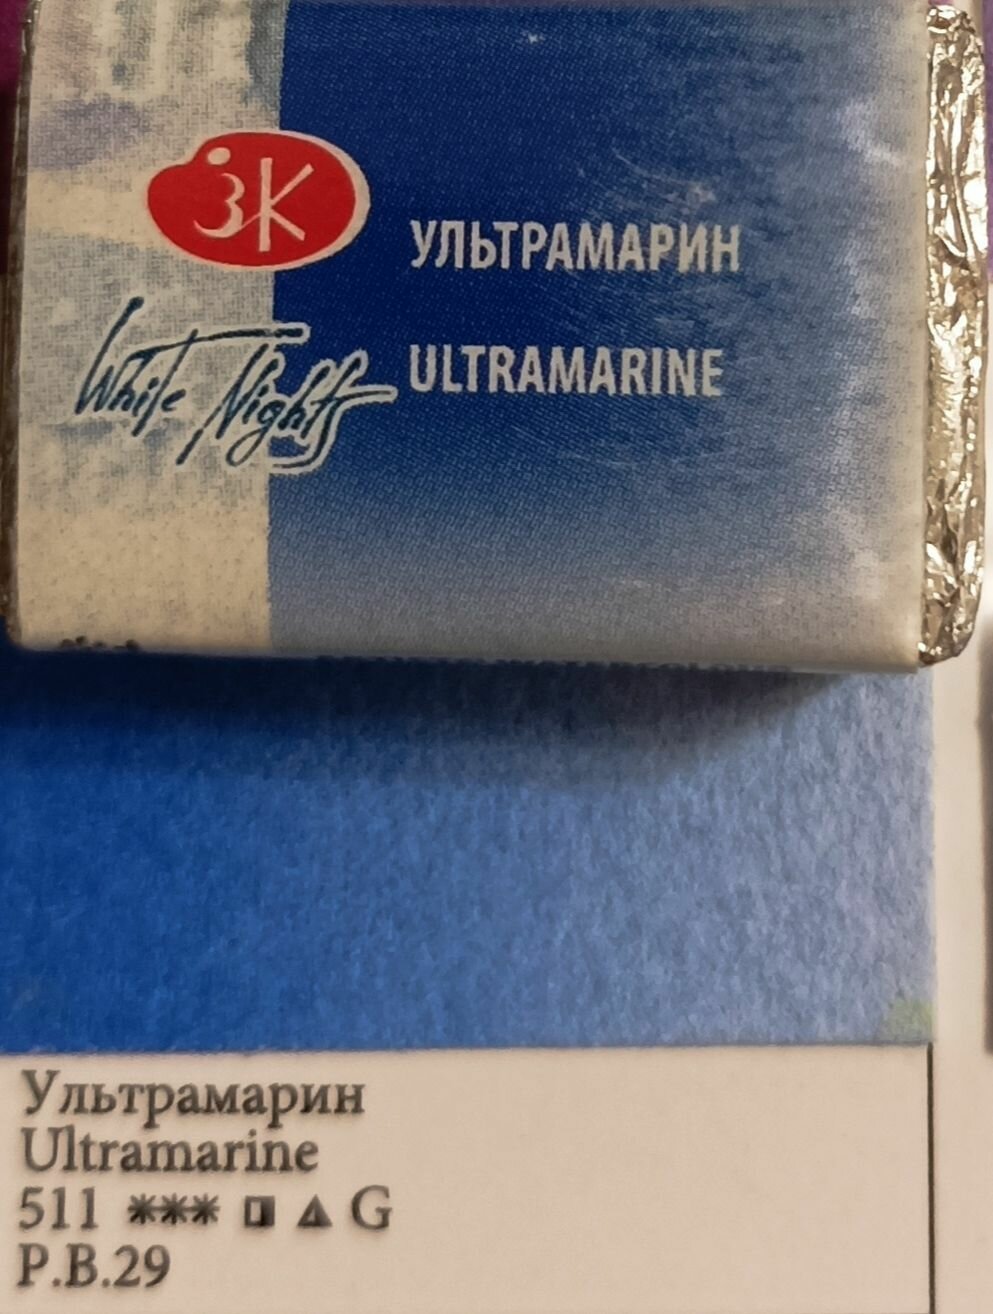 ЗК
УЛЬТРАМАРИН
White Nights
ULTRAMARINE
Ультрамарин
Ultramarine
511 *** G
P.B.29